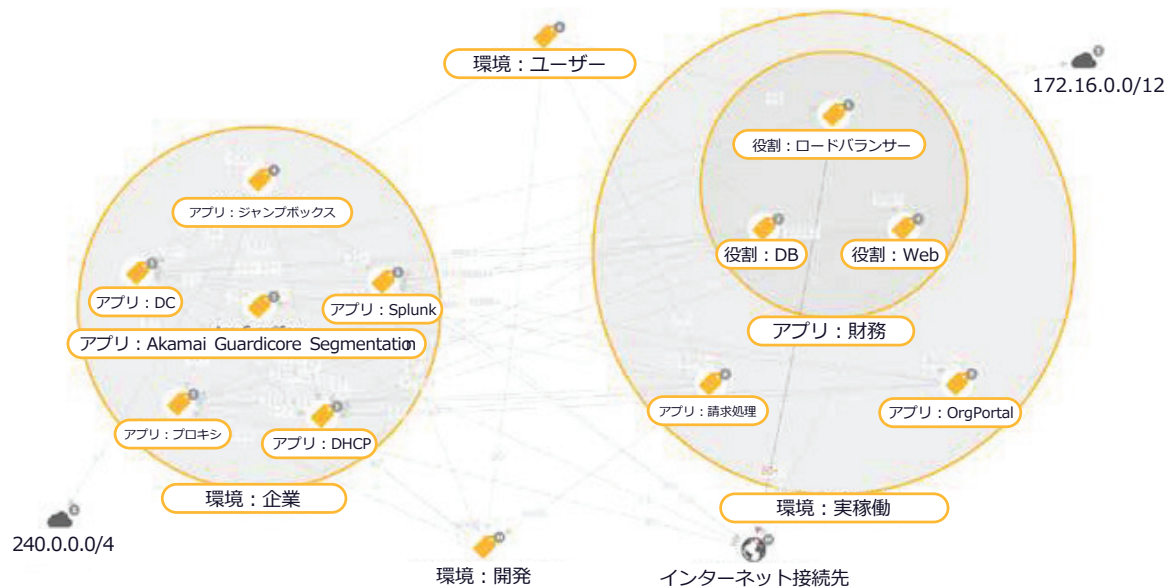 環境：ユーザー
172.16.0.0/12
役割：ロードバランサー
アプリ：ジャンプボックス
役割：DB
役割：Web
アプリ：DC
アプリ：Splunk
アプリ：財務
アプリ：Akamai Guardicore Segmentation
アプリ：請求処理
アプリ：OrgPortal
アプリ：プロキシ
アプリ：DHCP
環境：企業
環境：実稼働
240.0.0.0/4
環境：開発
インターネット接続先